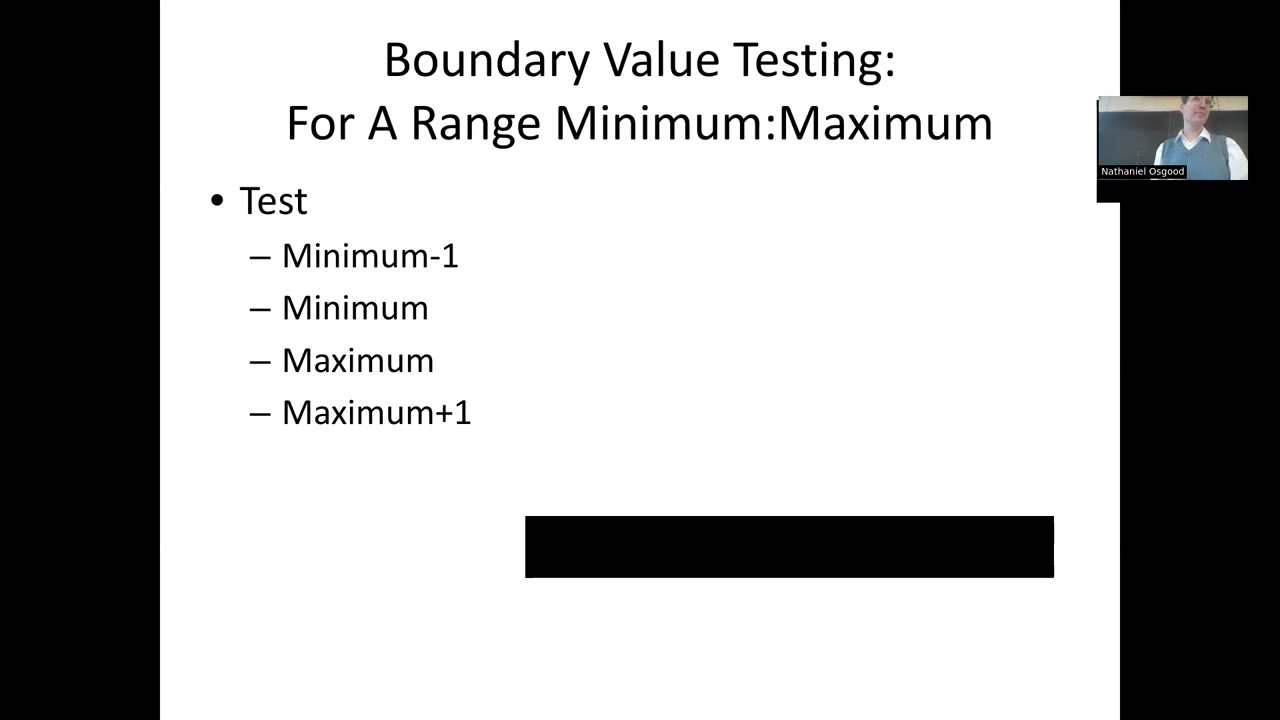 Boundary Value Testing:
For A Range Minimum:Maximum
• Test
– Minimum-1
– Minimum
– Maximum
– Maximum+1
Nathaniel Osgood